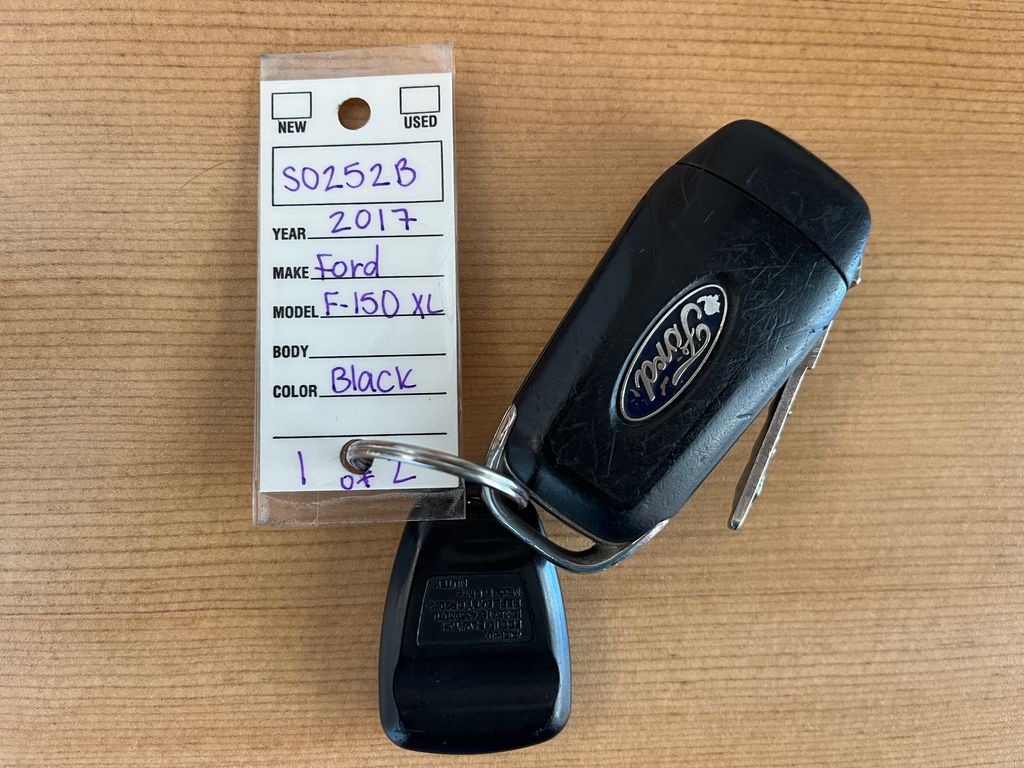 NEW USED
S0252B
YEAR 2017
MAKE Ford
MODEL F-150 XL
BODY
COLOR Black
1 of 2
Ford